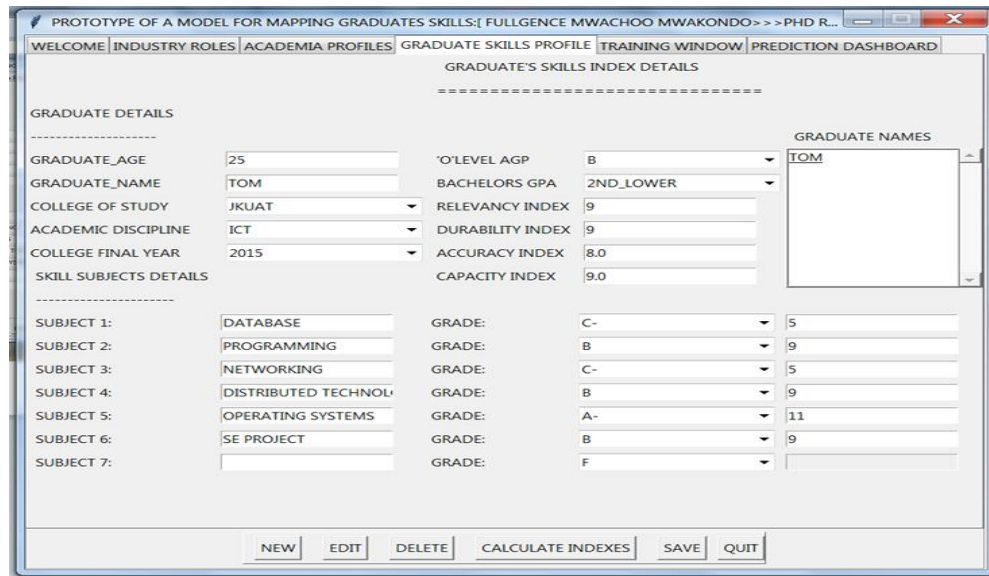 PROTOTYPE OF A MODEL FOR MAPPING GRADUATES SKILLS:[ FULLGENCE MWACHOO MWAKONDO>>>PHD R...
WELCOME INDUSTRY ROLES ACADEMIA PROFILES GRADUATE SKILLS PROFILE TRAINING WINDOW PREDICTION DASHBOARD
GRADUATE'S SKILLS INDEX DETAILS
===============================
GRADUATE DETAILS
-------------------
GRADUATE NAMES
GRADUATE_AGE 25 'O'LEVEL AGP B TOM
GRADUATE_NAME TOM BACHELORS GPA 2ND_LOWER
COLLEGE OF STUDY JKUAT RELEVANCY INDEX 9
ACADEMIC DISCIPLINE ICT DURABILITY INDEX 9
COLLEGE FINAL YEAR 2015 ACCURACY INDEX 8.0
SKILL SUBJECTS DETAILS CAPACITY INDEX 9.0
---------------------
SUBJECT 1: DATABASE GRADE: C- 5
SUBJECT 2: PROGRAMMING GRADE: B 9
SUBJECT 3: NETWORKING GRADE: C- 5
SUBJECT 4: DISTRIBUTED TECHNOL GRADE: B 9
SUBJECT 5: OPERATING SYSTEMS GRADE: A- 11
SUBJECT 6: SE PROJECT GRADE: B 9
SUBJECT 7: GRADE: F
NEW EDIT DELETE CALCULATE INDEXES SAVE QUIT